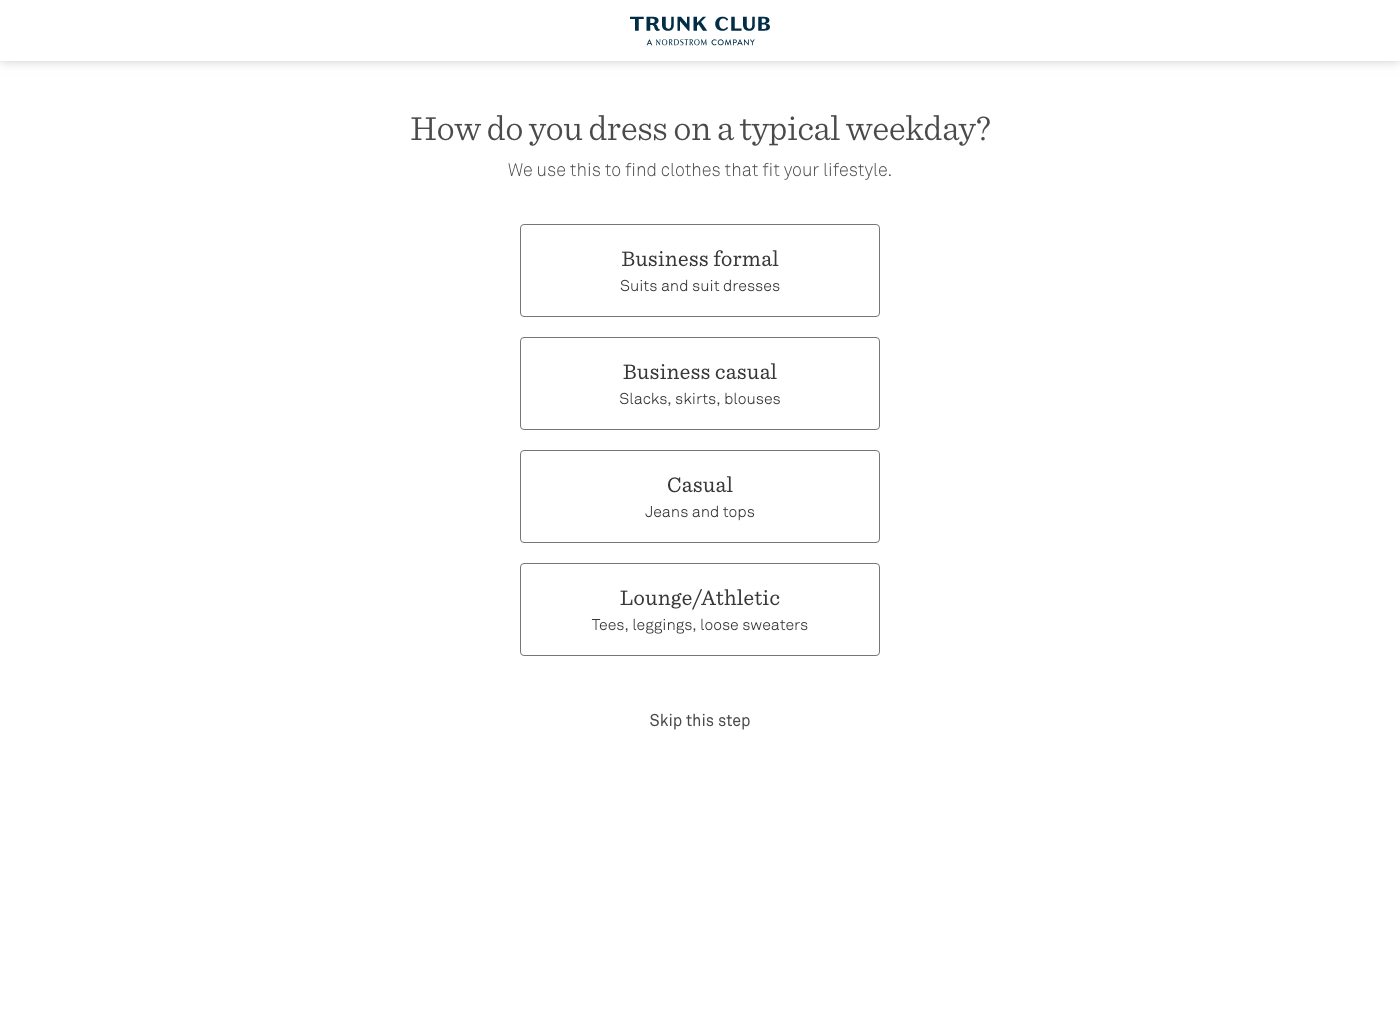 TRUNK CLUB
A NORDSTROM COMPANY
How do you dress on a typical weekday?
We use this to find clothes that fit your lifestyle.
Business formal
Suits and suit dresses
Business casual
Slacks, skirts, blouses
Casual
Jeans and tops
Lounge/Athletic
Tees, leggings, loose sweaters
Skip this step